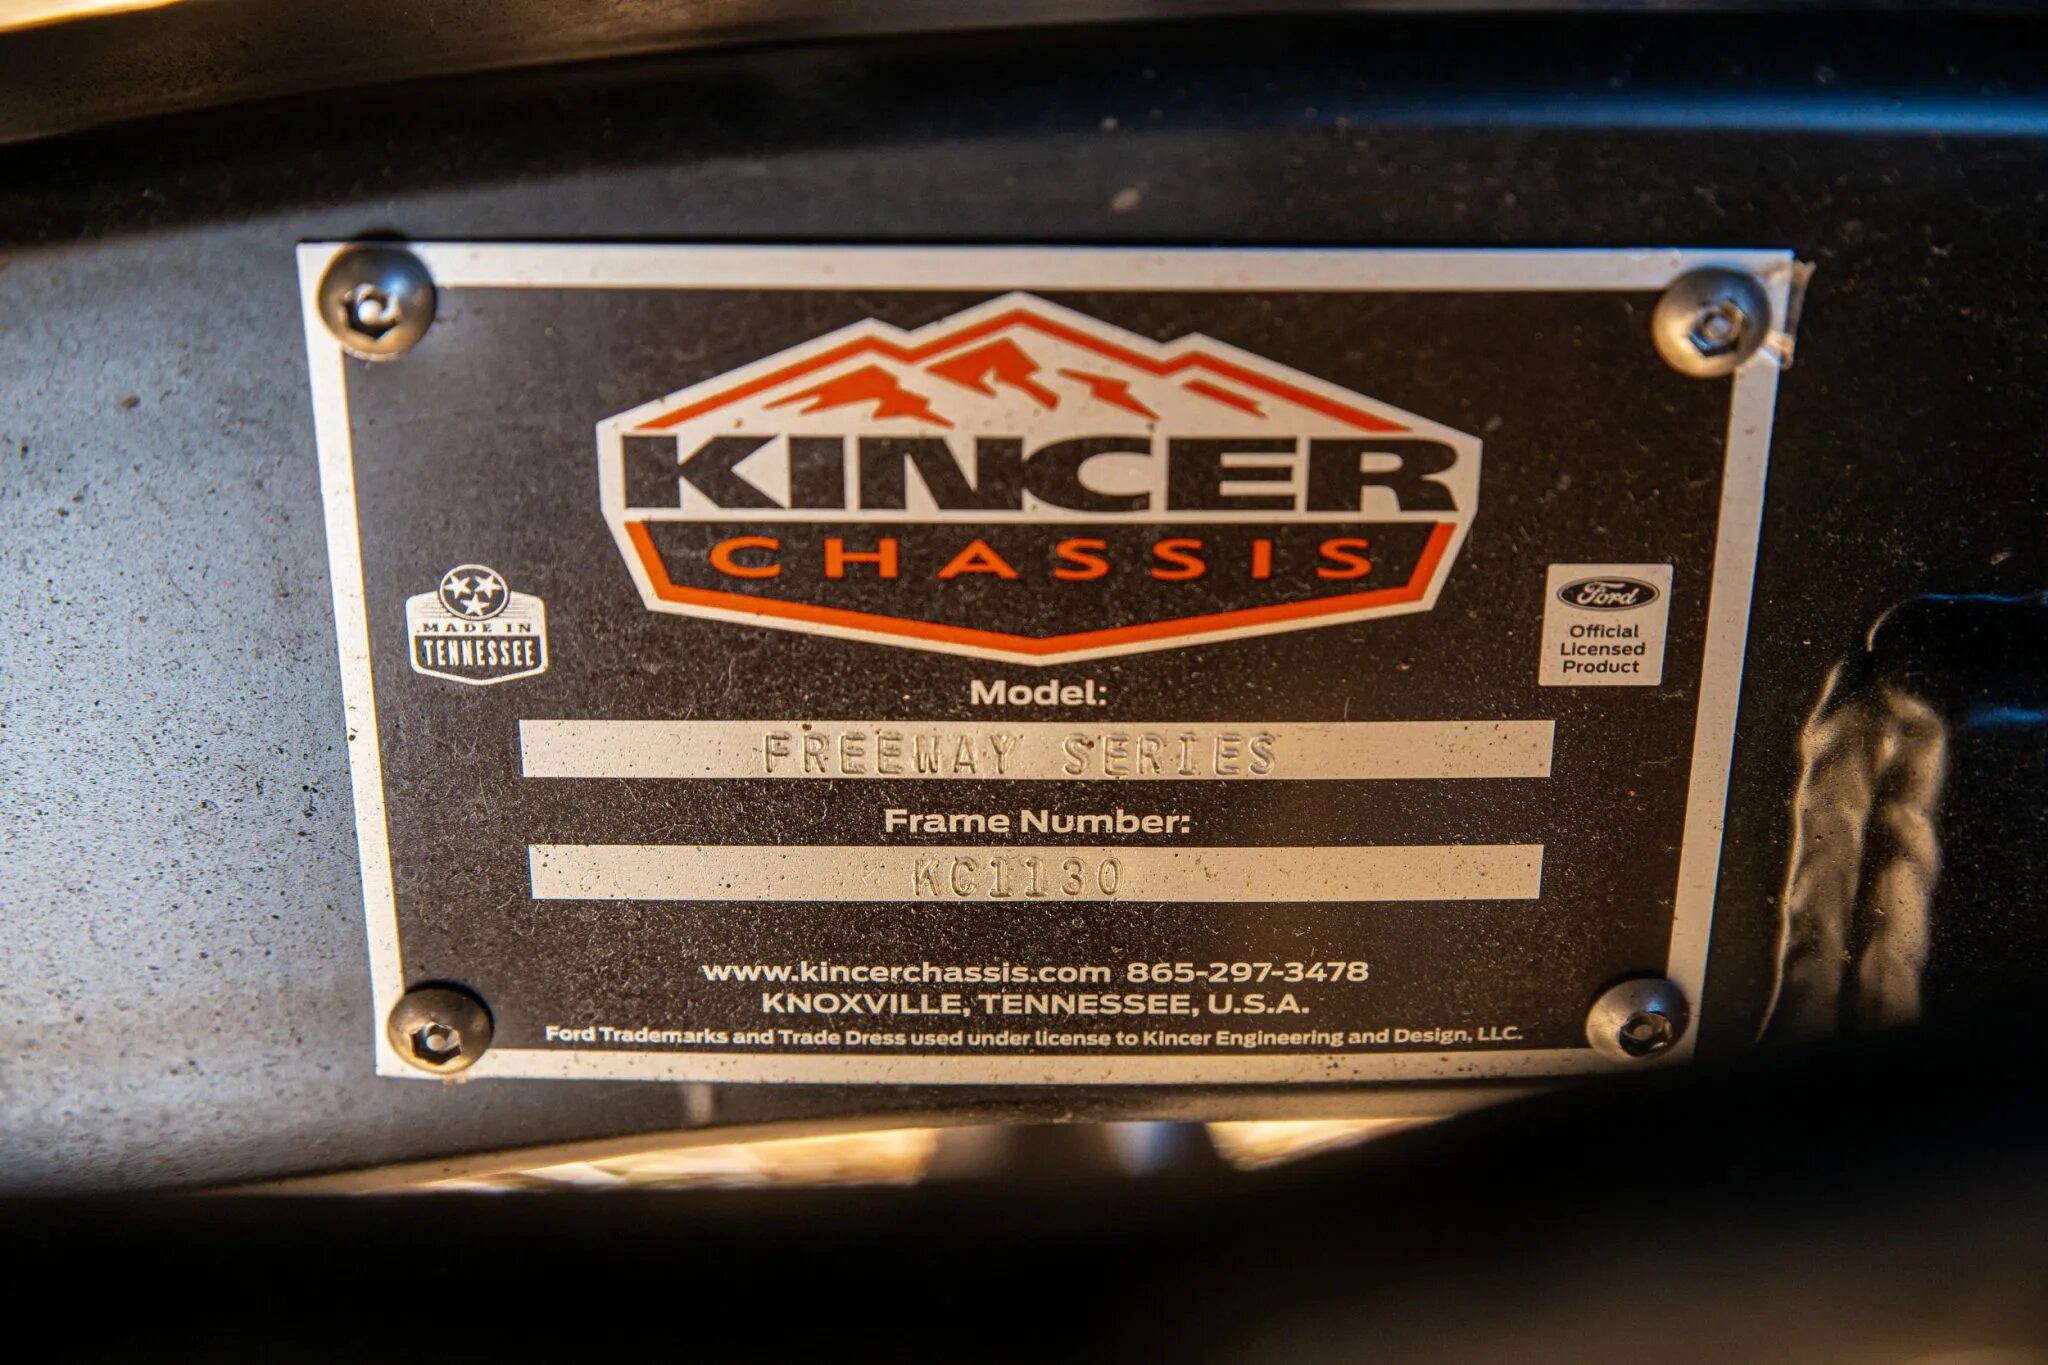 KINCER
CHASSIS
MADE IN
TENNESSEE
Ford
Official
Licensed
Product
Model:
FREEWAY SERIES
Frame Number:
KC1130
www.kincerchassis.com 865-297-3478
KNOXVILLE, TENNESSEE, U.S.A.
Ford Trademarks and Trade Dress used under license to Kincer Engineering and Design, LLC.